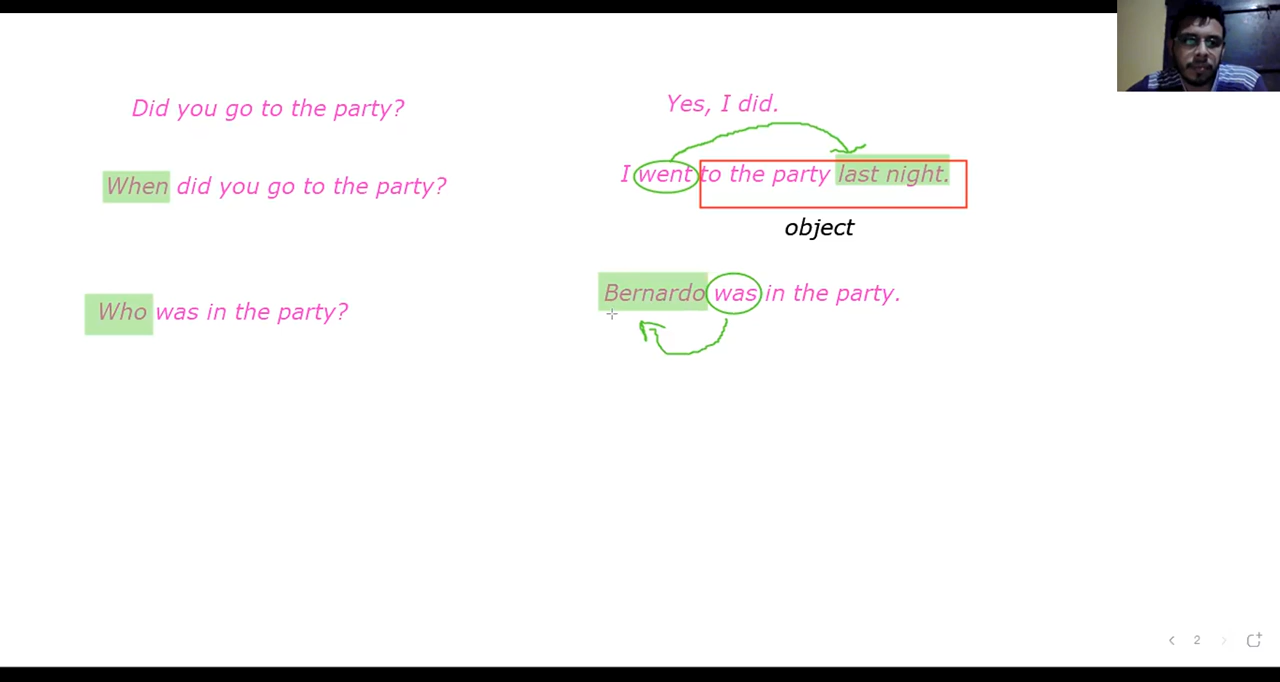 Did you go to the party?
Yes, I did.
When did you go to the party?
I went to the party last night.
object
Who was in the party?
Bernardo was in the party.
2